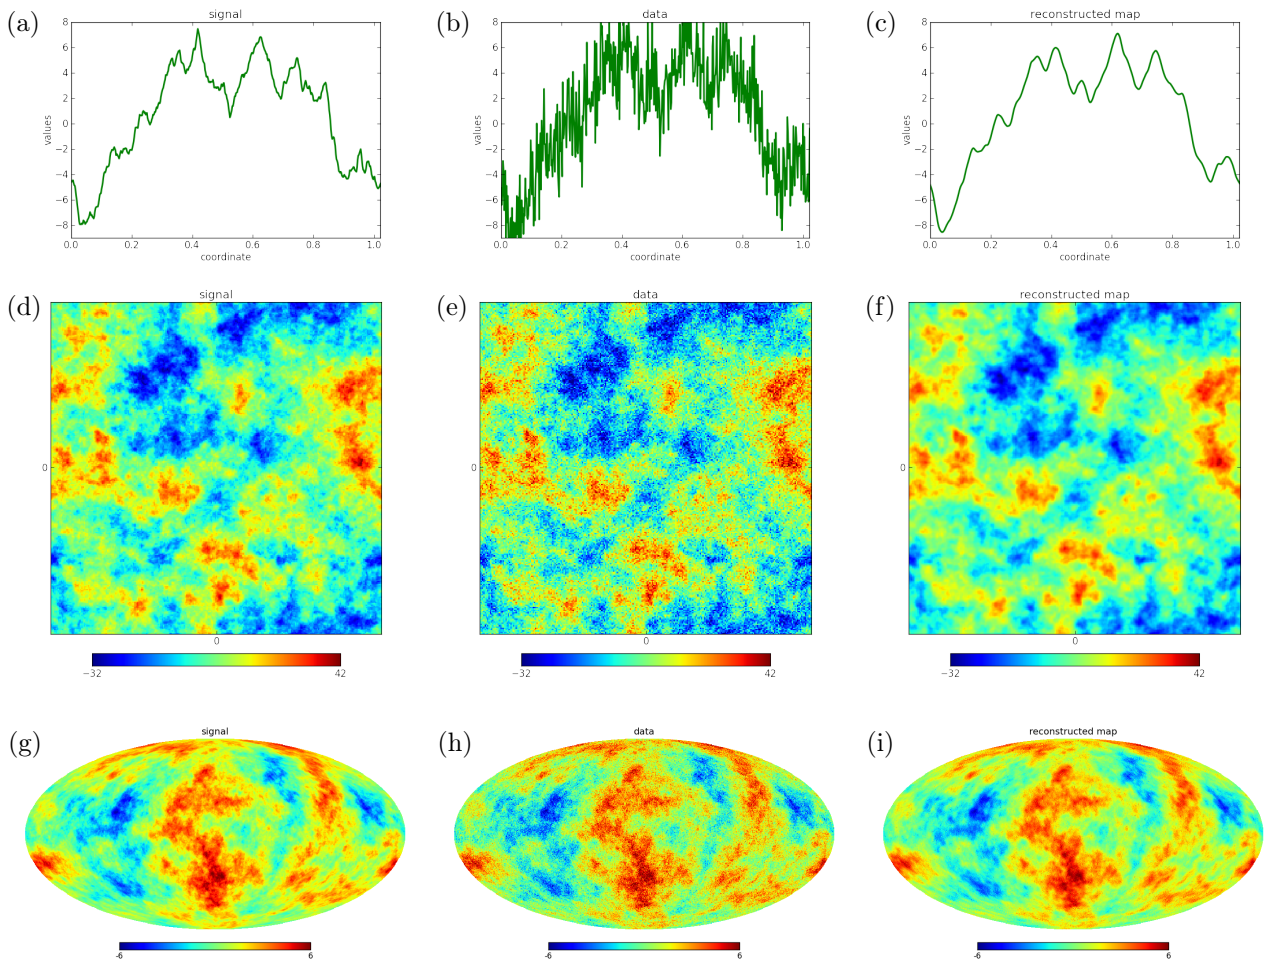 (a)
signal
8
6
4
2
0
−2
−4
−6
−8
values
0.0 0.2 0.4 0.6 0.8 1.0
coordinate
(b)
data
8
6
4
2
0
−2
−4
−6
−8
values
0.0 0.2 0.4 0.6 0.8 1.0
coordinate
(c)
reconstructed map
8
6
4
2
0
−2
−4
−6
−8
values
0.0 0.2 0.4 0.6 0.8 1.0
coordinate
(d)
signal
0
0
−32 42
(e)
data
0
−32 42
(f)
reconstructed map
0
0
−32 42
(g)
signal
-6 6
(h)
data
-6 6
(i)
reconstructed map
-6 6